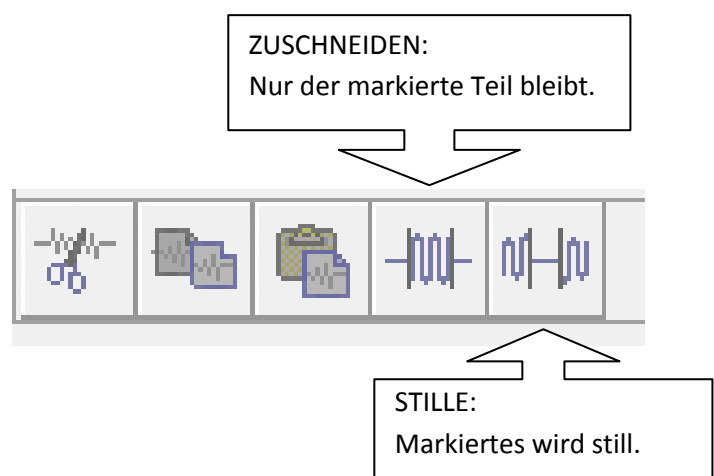 ZUSCHNEIDEN:
Nur der markierte Teil bleibt.
STILLE:
Markiertes wird still.